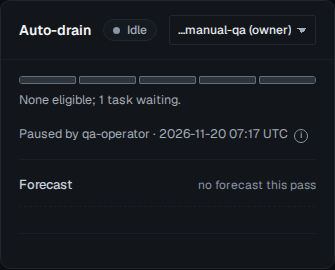 Auto-drain Idle …manual-qa (owner)
None eligible; 1 task waiting.
Paused by qa-operator · 2026-11-20 07:17 UTC
Forecast no forecast this pass